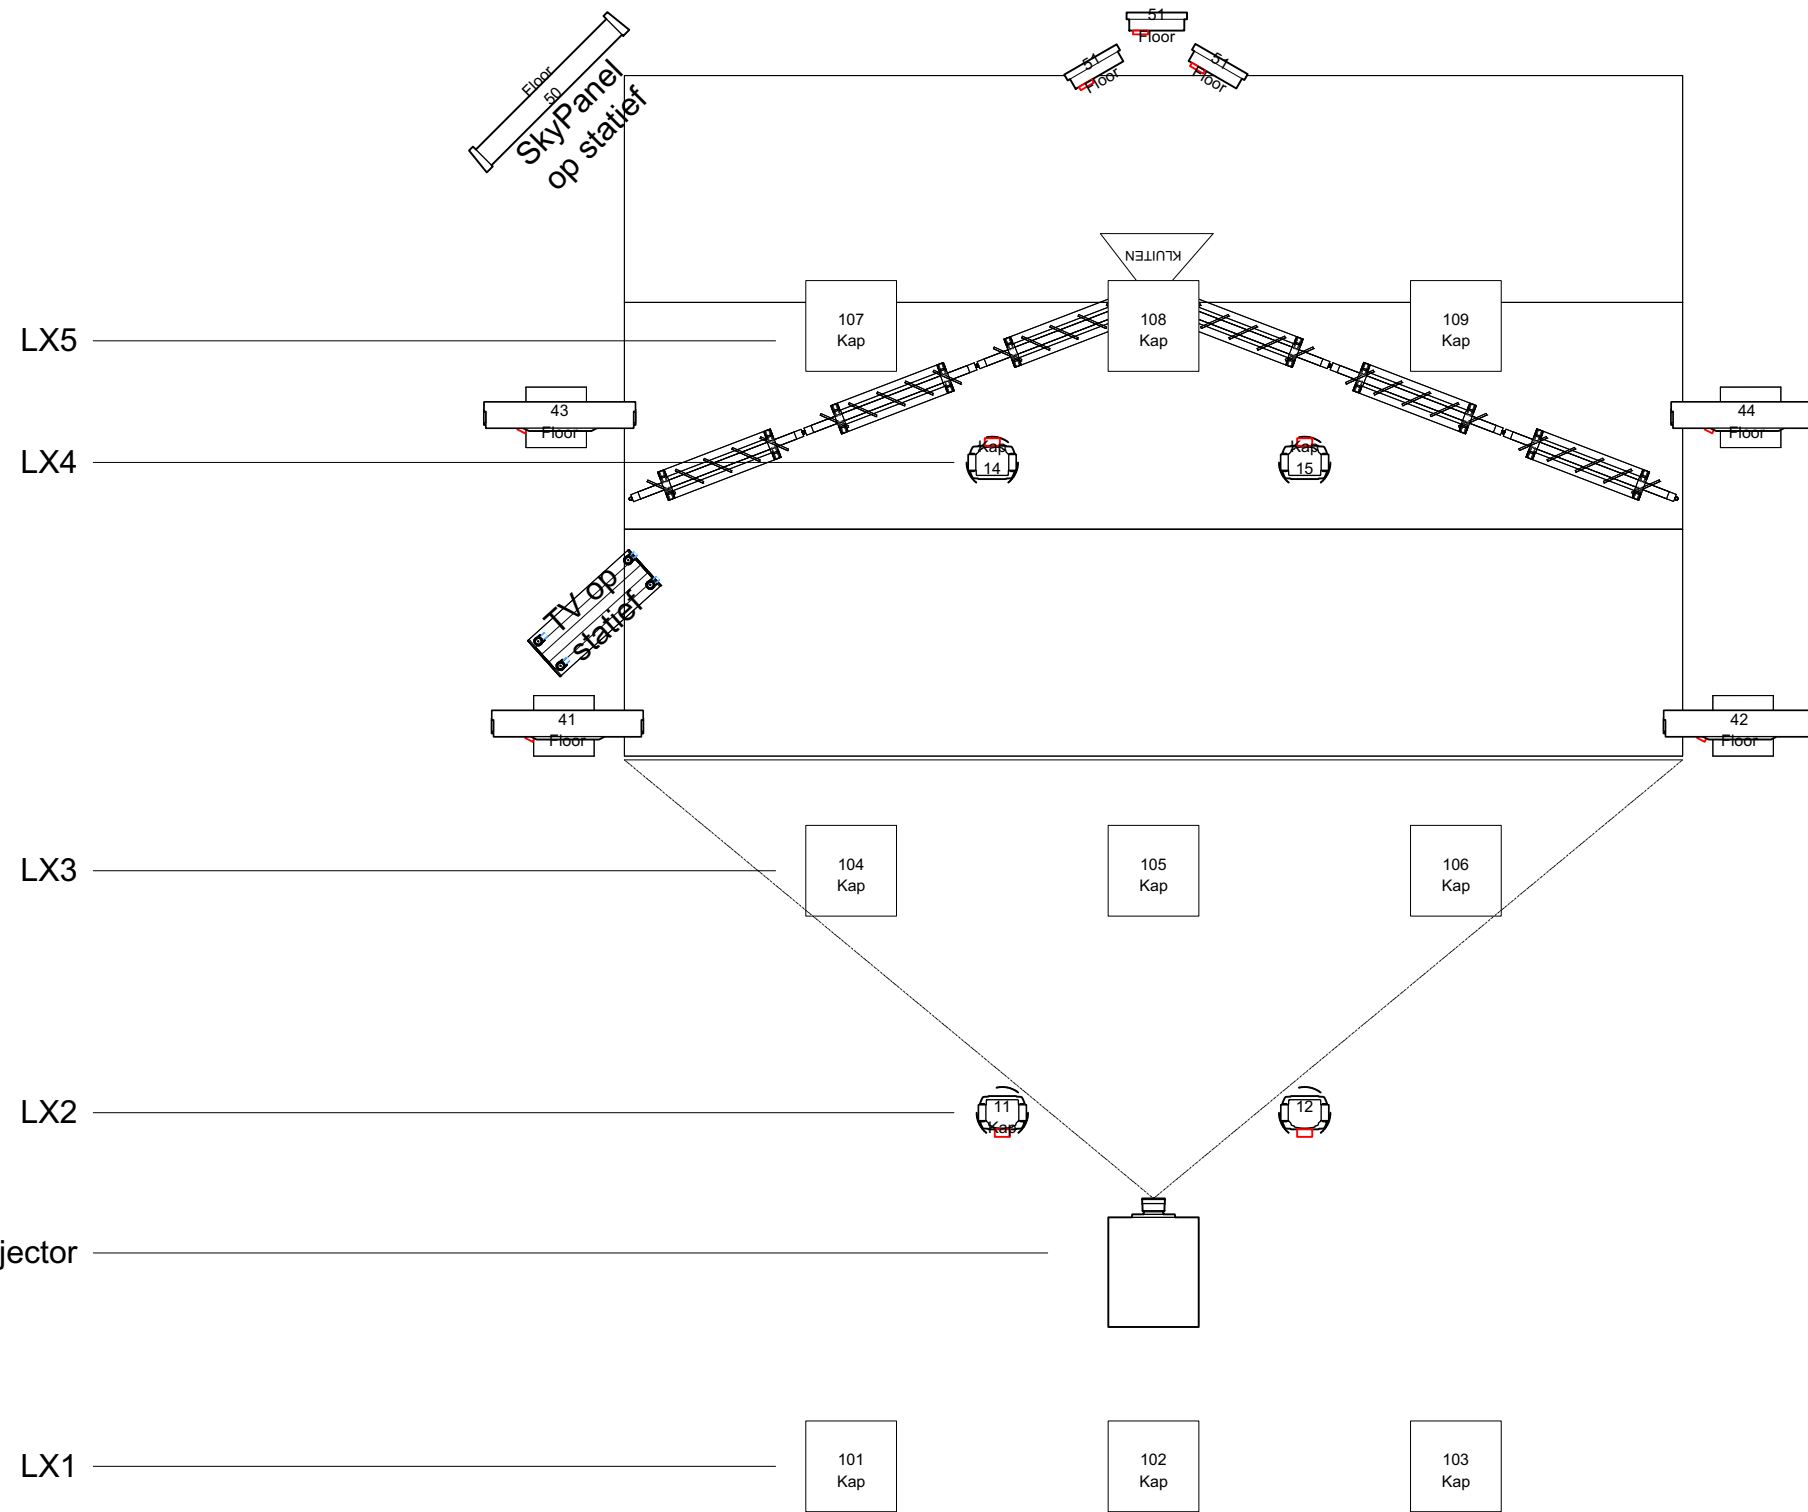 51
Floor
51
Floor
51
Floor
Floor
50
SkyPanel
op statief
KLUITEN
LX5
107
Kap
108
Kap
109
Kap
43
Floor
44
Floor
LX4
Kap
14
Kap
15
TV op
statief
41
Floor
42
Floor
LX3
104
Kap
105
Kap
106
Kap
LX2
11
Kap
12
jector
LX1
101
Kap
102
Kap
103
Kap